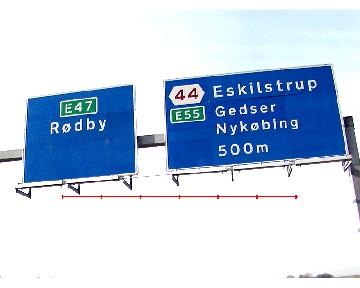 E47
Rødby
44 Eskilstrup
E55 Gedser
Nykøbing
500m